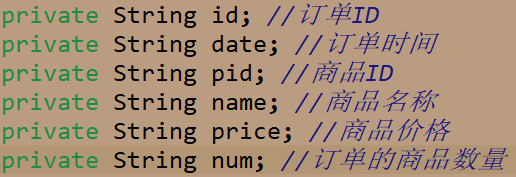 private String id; //订单ID
private String date; //订单时间
private String pid; //商品ID
private String name; //商品名称
private String price; //商品价格
private String num; //订单的商品数量